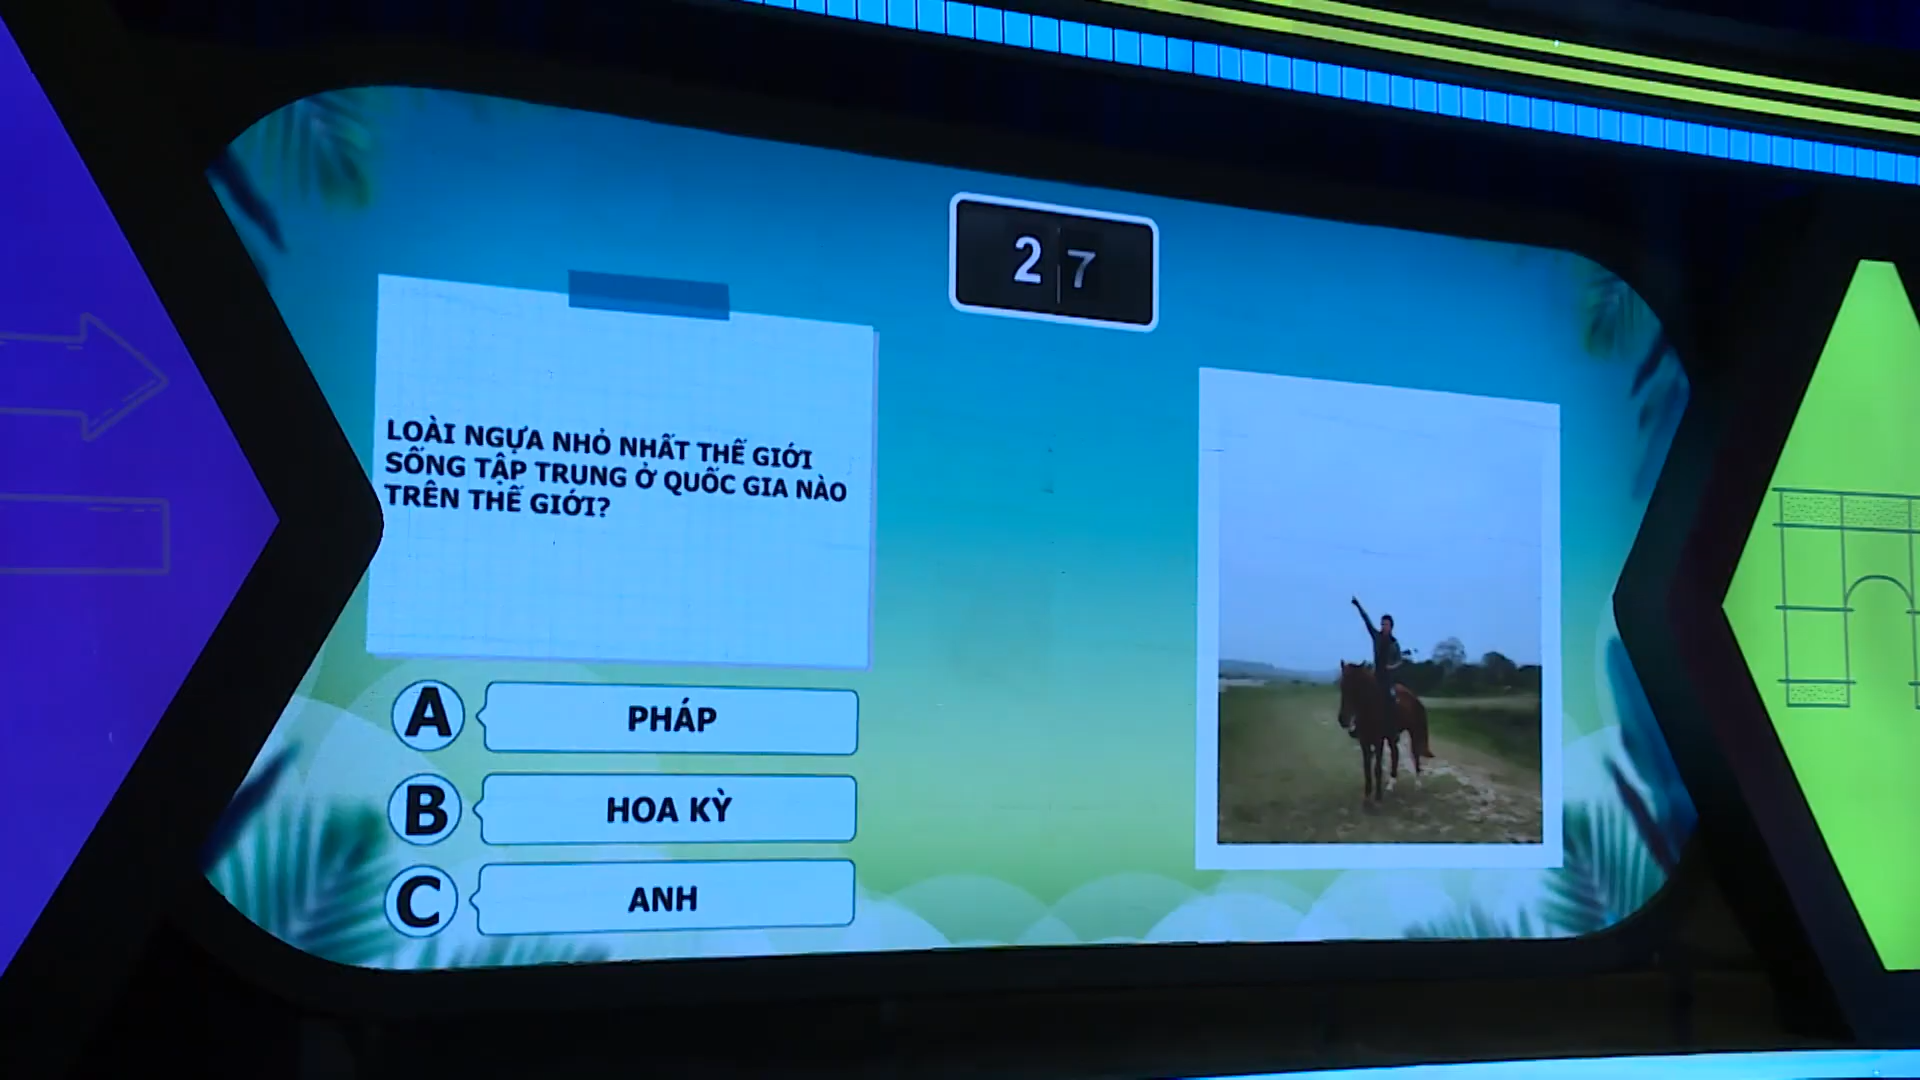 27
LOÀI NGỰA NHỎ NHẤT THẾ GIỚI
SỐNG TẬP TRUNG Ở QUỐC GIA NÀO
TRÊN THẾ GIỚI?
A PHÁP
B HOA KỲ
C ANH